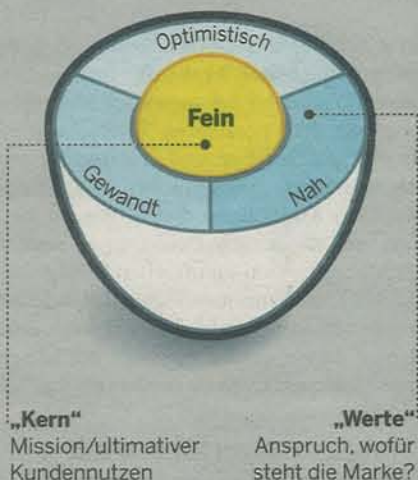 Optimistisch
Fein
Gewandt
Nah
„Kern“
Mission/ultimativer
Kundennutzen
„Werte“
Anspruch, wofür
steht die Marke?